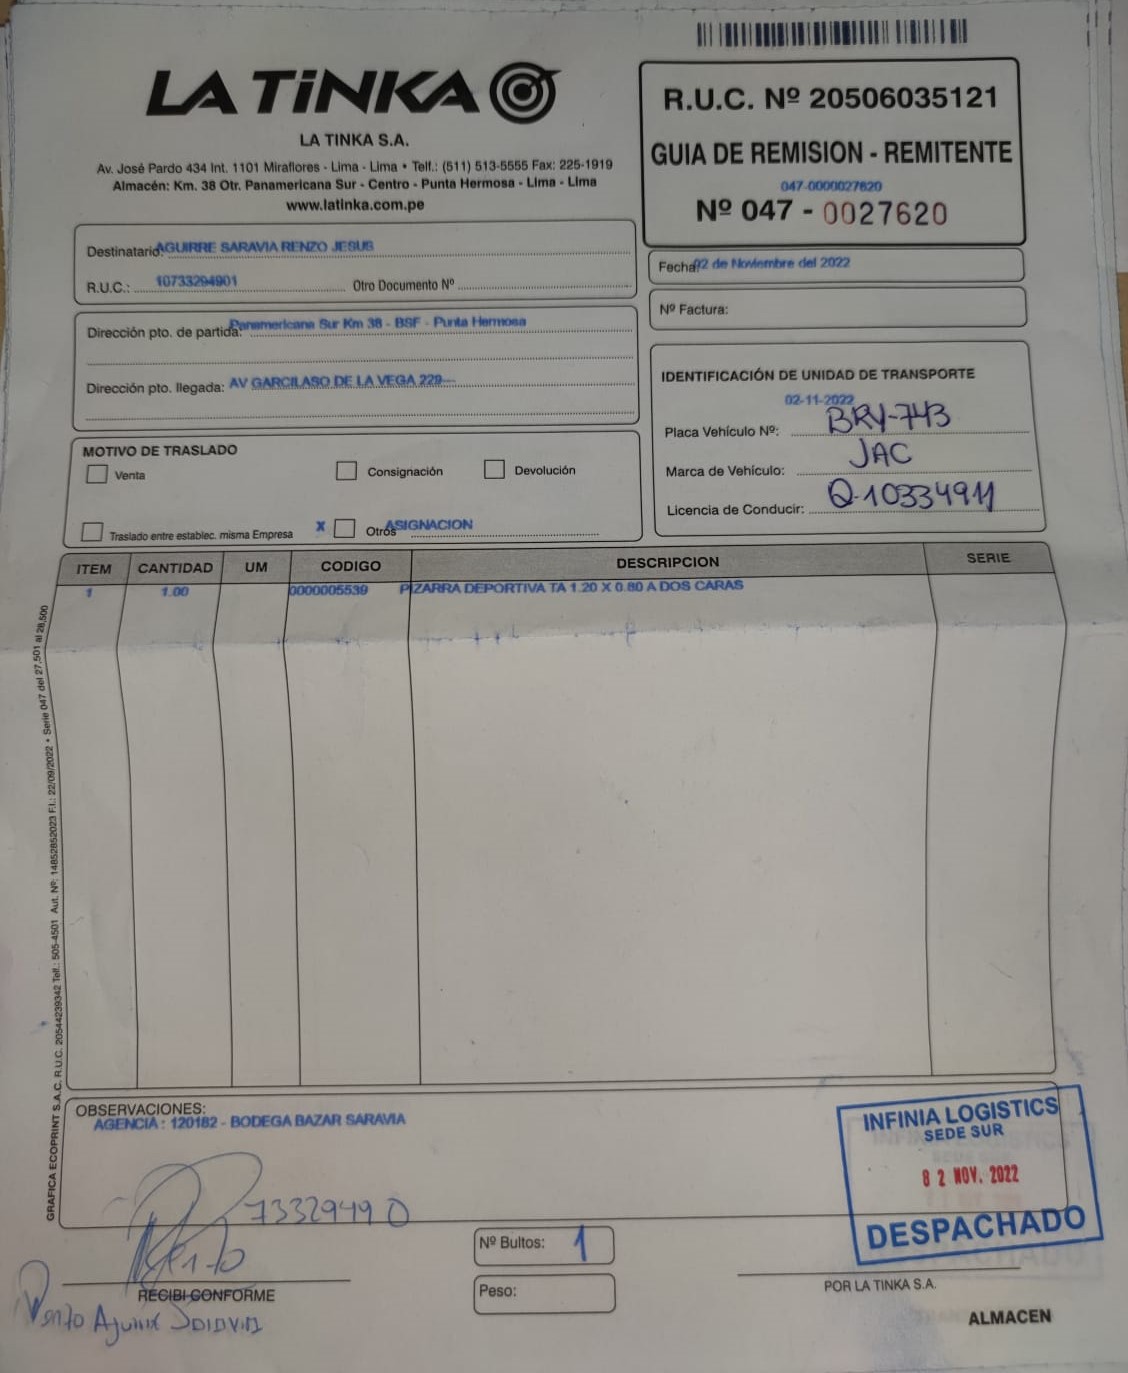 LA TiNKA
LA TINKA S.A.
Av. José Pardo 434 Int. 1101 Miraflores - Lima - Lima • Telf.: (511) 513-5555 Fax: 225-1919
Almacén: Km. 38 Otr. Panamericana Sur - Centro - Punta Hermosa - Lima - Lima
www.latinka.com.pe
R.U.C. Nº 20506035121
GUIA DE REMISION - REMITENTE
047-0000027620
Nº 047 - 0027620
Destinatario: AGUIRRE SARAVIA RENZO JESUS
R.U.C.: 10733294901 Otro Documento Nº
Fecha: 02 de Noviembre del 2022
Nº Factura:
Dirección pto. de partida: Panamericana Sur Km 38 - BSF - Punta Hermosa
Dirección pto. llegada: AV GARCILASO DE LA VEGA 229---
IDENTIFICACIÓN DE UNIDAD DE TRANSPORTE
02-11-2022
Placa Vehículo Nº: BRY-743
Marca de Vehículo: JAC
Licencia de Conducir: Q-10334911
MOTIVO DE TRASLADO
Venta Consignación Devolución
Traslado entre establec. misma Empresa X Otros ASIGNACION
ITEM CANTIDAD UM CODIGO DESCRIPCION SERIE
1 1.00 0000005539 PIZARRA DEPORTIVA TA 1.20 X 0.80 A DOS CARAS
GRAFICA ECOPRINT S.A.C. R.U.C. 20544239342 Telf.: 505-4501 Aut. Nº: 14852852023 F.I.: 22/09/2022 • Serie 047 del 27,501 al 28,500
OBSERVACIONES:
AGENCIA : 120182 - BODEGA BAZAR SARAVIA
INFINIA LOGISTICS
SEDE SUR
02 NOV. 2022
DESPACHADO
73329490
Renzo
RECIBI CONFORME
Renzo Aguirre Saravia
Nº Bultos: 1
Peso:
POR LA TINKA S.A.
ALMACEN